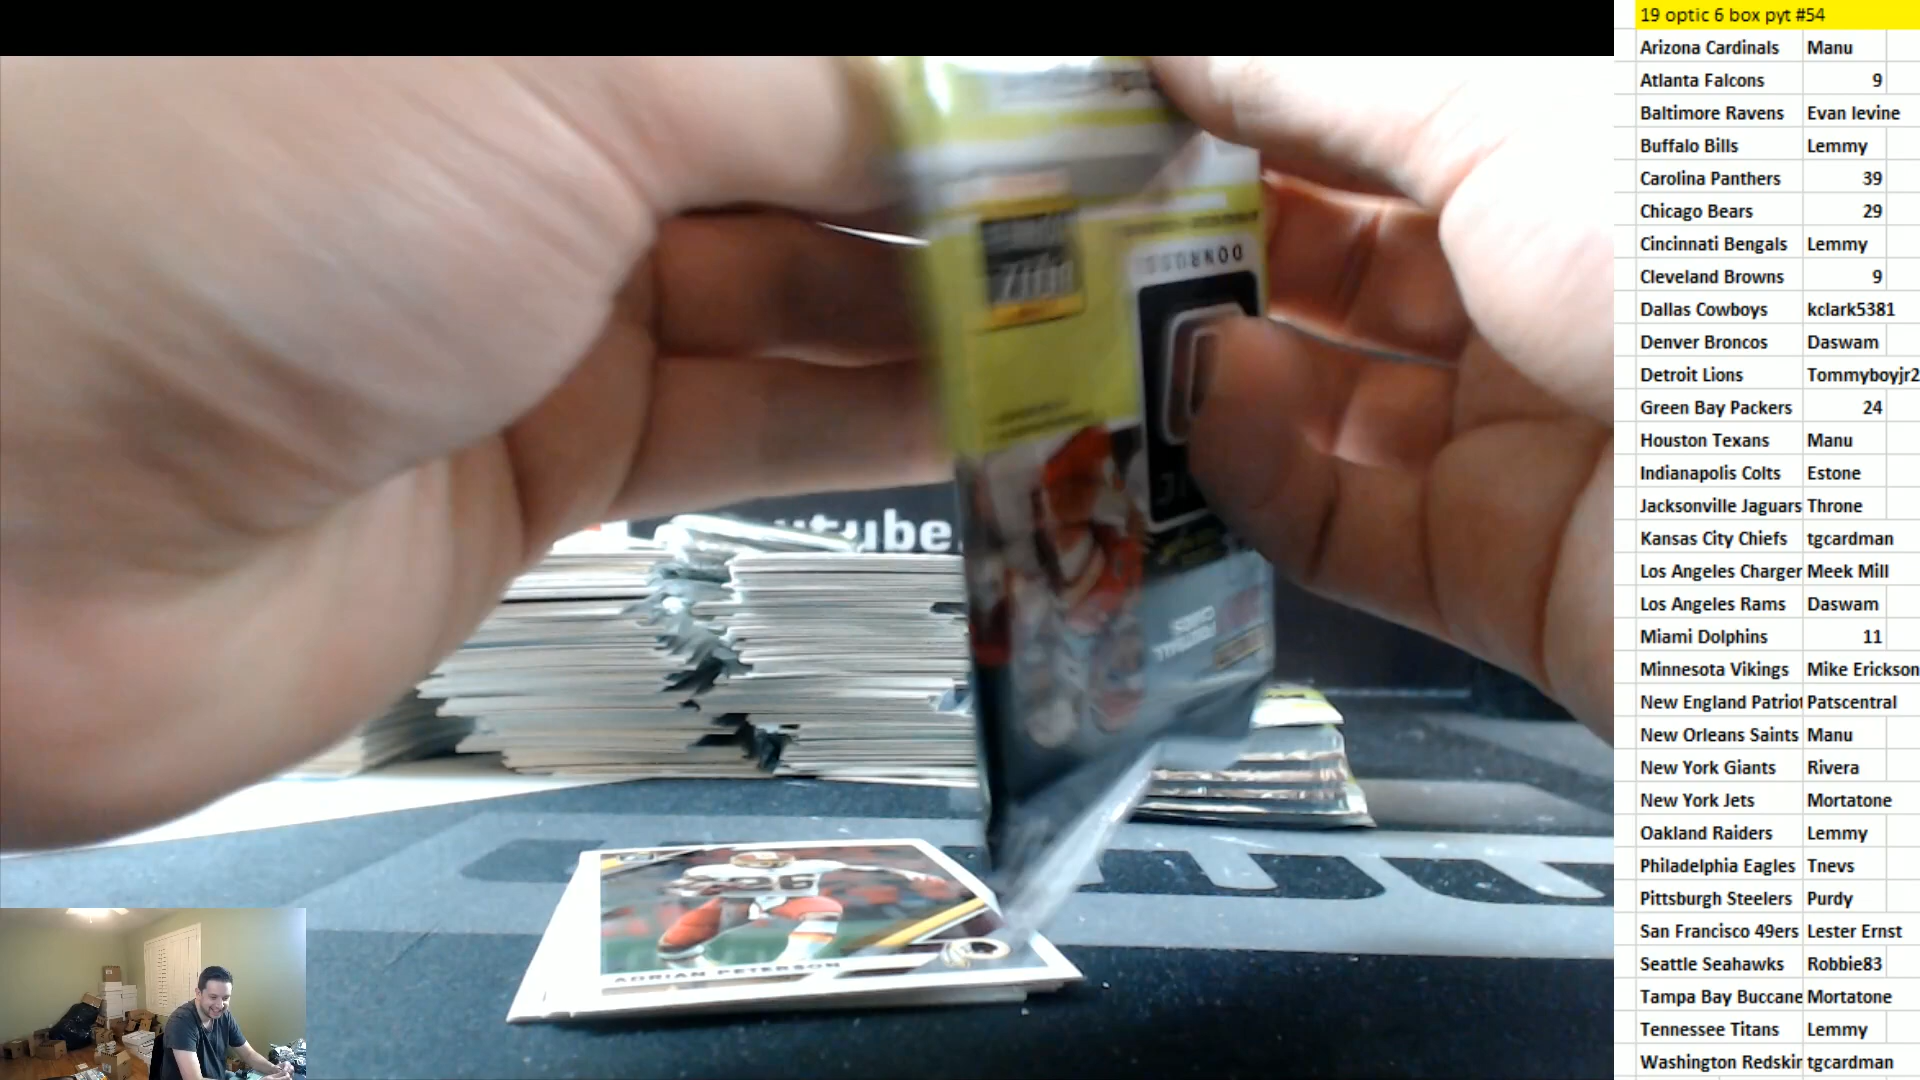 19 optic 6 box pyt #54
Arizona Cardinals Manu
Atlanta Falcons 9
Baltimore Ravens Evan levine
Buffalo Bills Lemmy
Carolina Panthers 39
Chicago Bears 29
Cincinnati Bengals Lemmy
Cleveland Browns 9
Dallas Cowboys kclark5381
Denver Broncos Daswam
Detroit Lions Tommyboyjr2
Green Bay Packers 24
Houston Texans Manu
Indianapolis Colts Estone
Jacksonville Jaguars Throne
Kansas City Chiefs tgcardman
Los Angeles Charger Meek Mill
Los Angeles Rams Daswam
Miami Dolphins 11
Minnesota Vikings Mike Erickson
New England Patriot Patscentral
New Orleans Saints Manu
New York Giants Rivera
New York Jets Mortatone
Oakland Raiders Lemmy
Philadelphia Eagles Tnevs
Pittsburgh Steelers Purdy
San Francisco 49ers Lester Ernst
Seattle Seahawks Robbie83
Tampa Bay Buccane Mortatone
Tennessee Titans Lemmy
Washington Redskin tgcardman
DONRUSS
utube.
26
ADRIAN PETERSON